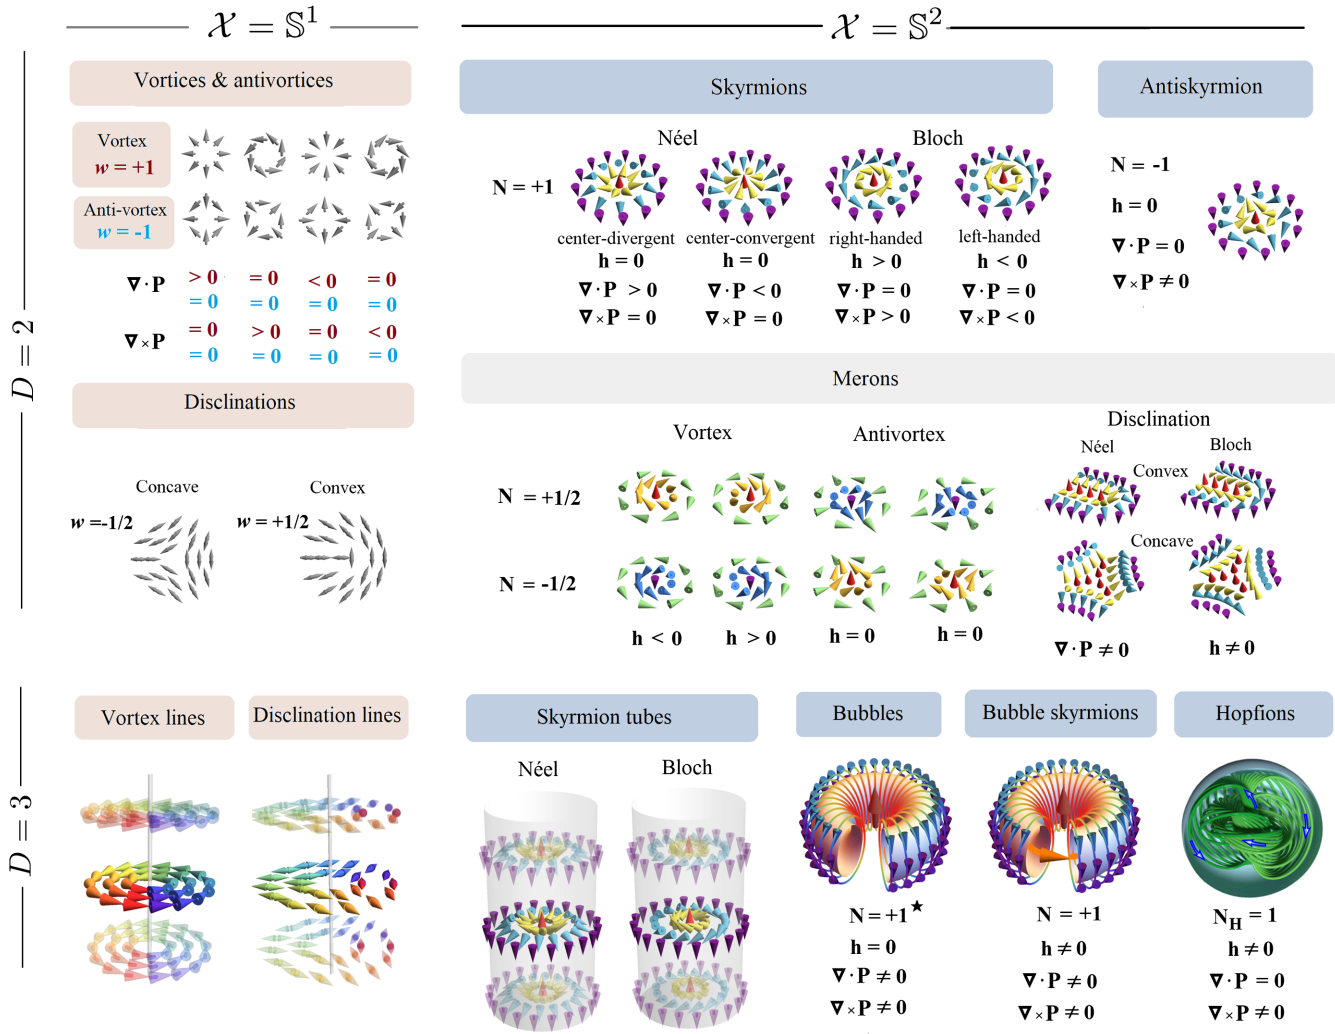 𝒳 = 𝕊¹
𝒳 = 𝕊²
D = 2
Vortices & antivortices
Vortex
w = +1
Anti-vortex
w = -1
∇·P > 0 = 0 < 0 = 0
= 0 = 0 = 0 = 0
∇×P = 0 > 0 = 0 < 0
= 0 = 0 = 0 = 0
Disclinations
Concave
w =-1/2
Convex
w = +1/2
Skyrmions
Néel
Bloch
N = +1
center-divergent center-convergent right-handed left-handed
h = 0 h = 0 h > 0 h < 0
∇·P > 0 ∇·P < 0 ∇·P = 0 ∇·P = 0
∇×P = 0 ∇×P = 0 ∇×P > 0 ∇×P < 0
Antiskyrmion
N = -1
h = 0
∇·P = 0
∇×P ≠ 0
Merons
Vortex
Antivortex
Disclination
Néel
Bloch
Convex
N = +1/2
Concave
N = -1/2
h < 0 h > 0 h = 0 h = 0
∇·P ≠ 0 h ≠ 0
D = 3
Vortex lines
Disclination lines
Skyrmion tubes
Néel
Bloch
Bubbles
N = +1★
h = 0
∇·P ≠ 0
∇×P ≠ 0
Bubble skyrmions
N = +1
h ≠ 0
∇·P ≠ 0
∇×P ≠ 0
Hopfions
N_H = 1
h ≠ 0
∇·P = 0
∇×P ≠ 0